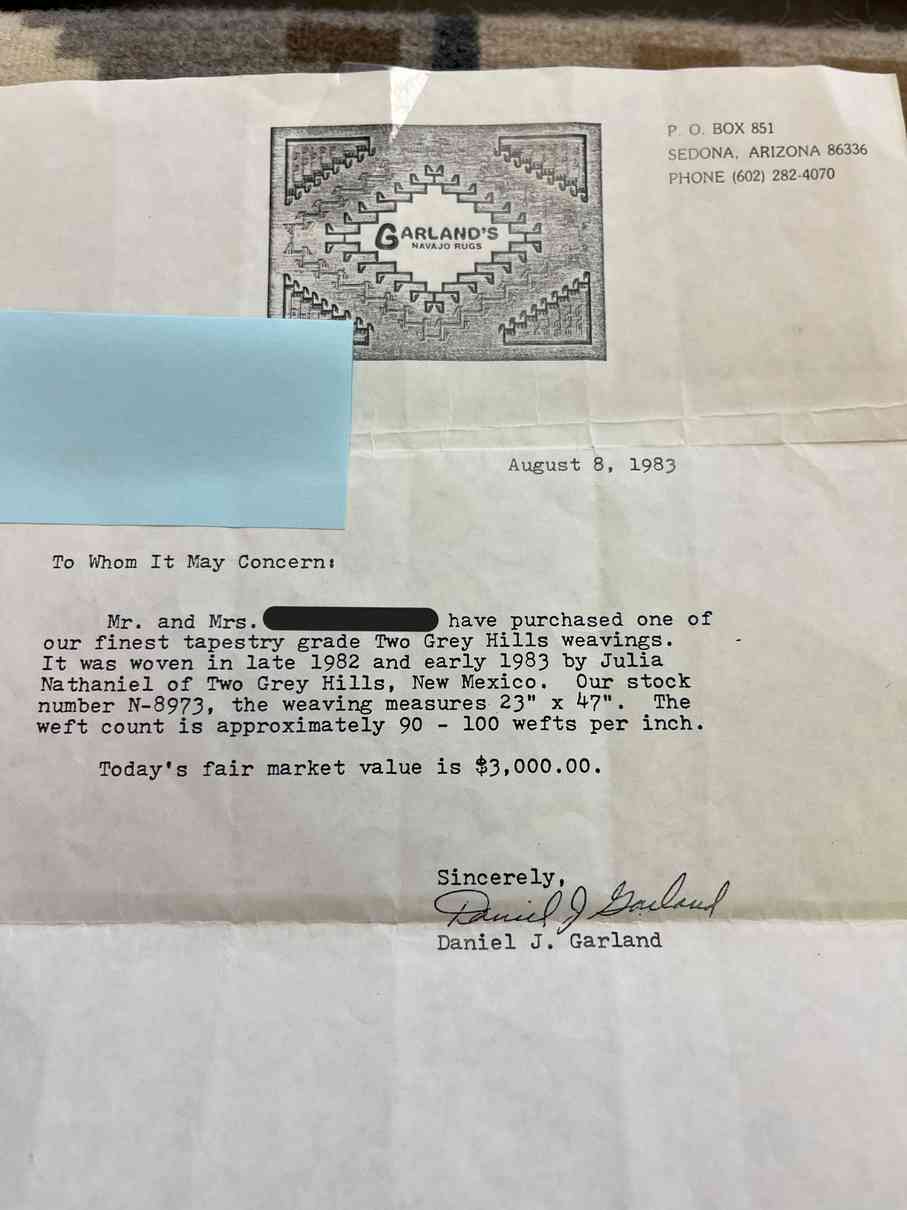 P. O. BOX 851
SEDONA, ARIZONA 86336
PHONE (602) 282-4070
GARLAND'S
NAVAJO RUGS
August 8, 1983
To Whom It May Concern:
Mr. and Mrs. have purchased one of
our finest tapestry grade Two Grey Hills weavings.
It was woven in late 1982 and early 1983 by Julia
Nathaniel of Two Grey Hills, New Mexico. Our stock
number N-8973, the weaving measures 23" x 47". The
weft count is approximately 90 - 100 wefts per inch.
Today's fair market value is $3,000.00.
Sincerely,
Daniel J Garland
Daniel J. Garland